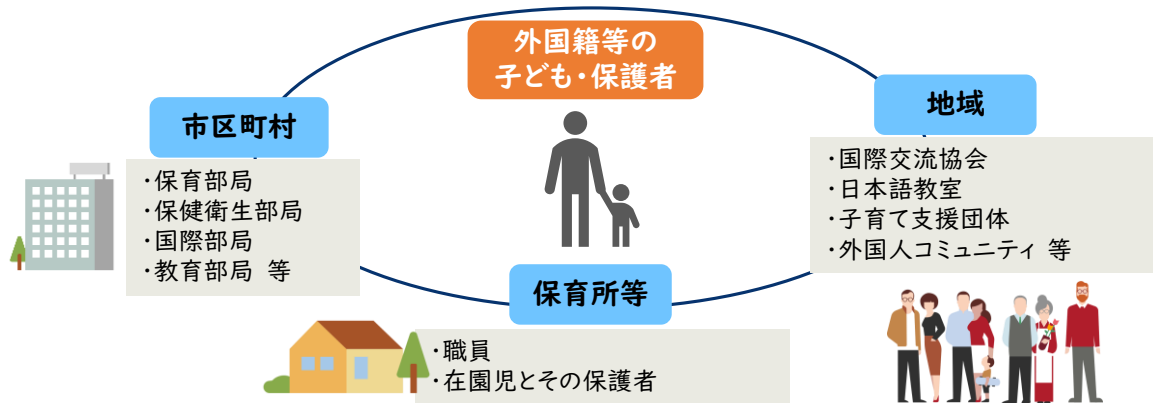 外国籍等の
子ども・保護者
市区町村
・保育部局
・保健衛生部局
・国際部局
・教育部局 等
地域
・国際交流協会
・日本語教室
・子育て支援団体
・外国人コミュニティ 等
保育所等
・職員
・在園児とその保護者